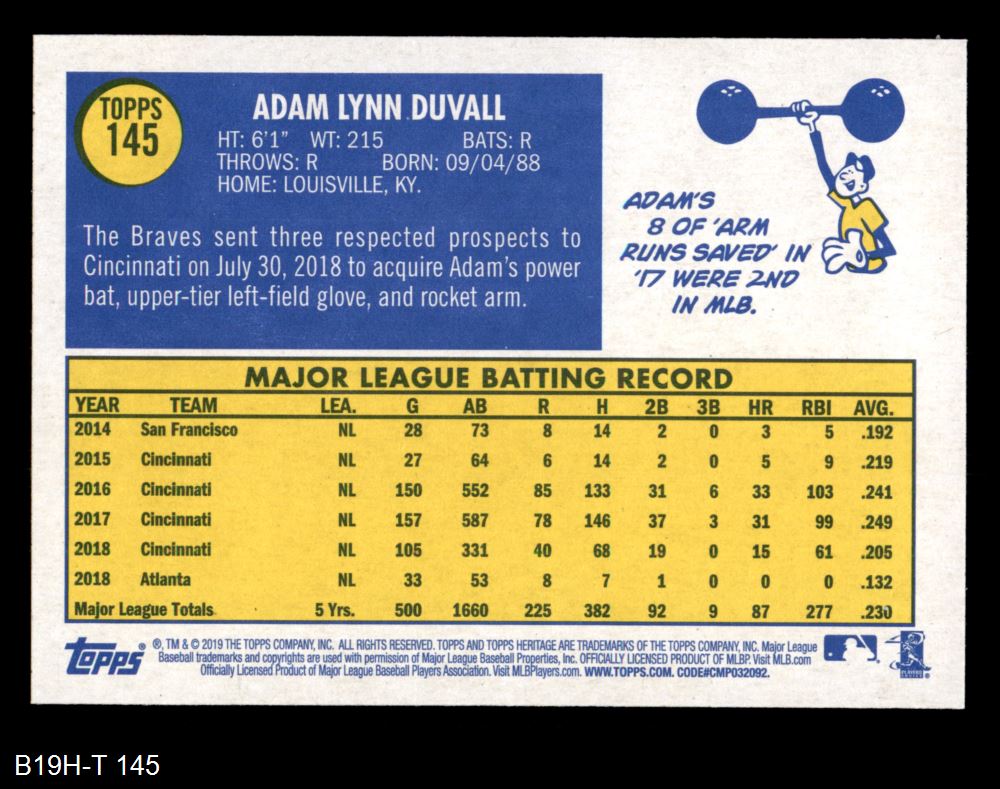 TOPPS
145
ADAM LYNN DUVALL
HT: 6'1" WT: 215 BATS: R
THROWS: R BORN: 09/04/88
HOME: LOUISVILLE, KY.
The Braves sent three respected prospects to
Cincinnati on July 30, 2018 to acquire Adam's power
bat, upper-tier left-field glove, and rocket arm.
ADAM'S
8 OF 'ARM
RUNS SAVED' IN
'17 WERE 2ND
IN MLB.
MAJOR LEAGUE BATTING RECORD
YEAR TEAM LEA. G AB R H 2B 3B HR RBI AVG.
2014 San Francisco NL 28 73 8 14 2 0 3 5 .192
2015 Cincinnati NL 27 64 6 14 2 0 5 9 .219
2016 Cincinnati NL 150 552 85 133 31 6 33 103 .241
2017 Cincinnati NL 157 587 78 146 37 3 31 99 .249
2018 Cincinnati NL 105 331 40 68 19 0 15 61 .205
2018 Atlanta NL 33 53 8 7 1 0 0 0 .132
Major League Totals 5 Yrs. 500 1660 225 382 92 9 87 277 .230
topps
®, TM & © 2019 THE TOPPS COMPANY, INC. ALL RIGHTS RESERVED. TOPPS AND TOPPS HERITAGE ARE TRADEMARKS OF THE TOPPS COMPANY, INC. Major League
Baseball trademarks and copyrights are used with permission of Major League Baseball Properties, Inc. OFFICIALLY LICENSED PRODUCT OF MLBP. Visit MLB.com
Officially Licensed Product of Major League Baseball Players Association. Visit MLBPlayers.com. WWW.TOPPS.COM. CODE#CMP032092.
B19H-T 145